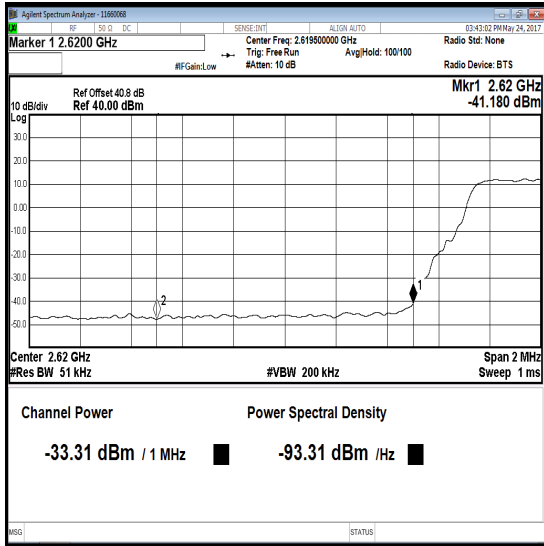 Agilent Spectrum Analyzer - 11660068
RF 50 Ω DC SENSE:INT ALIGN AUTO 03:43:02 PM May 24, 2017
Marker 1 2.6200 GHz
Center Freq: 2.619500000 GHz Radio Std: None
Trig: Free Run Avg|Hold: 100/100
#IFGain:Low #Atten: 10 dB Radio Device: BTS
Ref Offset 40.8 dB Mkr1 2.62 GHz
10 dB/div Ref 40.00 dBm -41.180 dBm
Log
30.0
20.0
10.0
0.00
-10.0
-20.0
-30.0
1
-40.0
2
-50.0
Center 2.62 GHz Span 2 MHz
#Res BW 51 kHz #VBW 200 kHz Sweep 1 ms
Channel Power Power Spectral Density
-33.31 dBm / 1 MHz -93.31 dBm /Hz
MSG STATUS